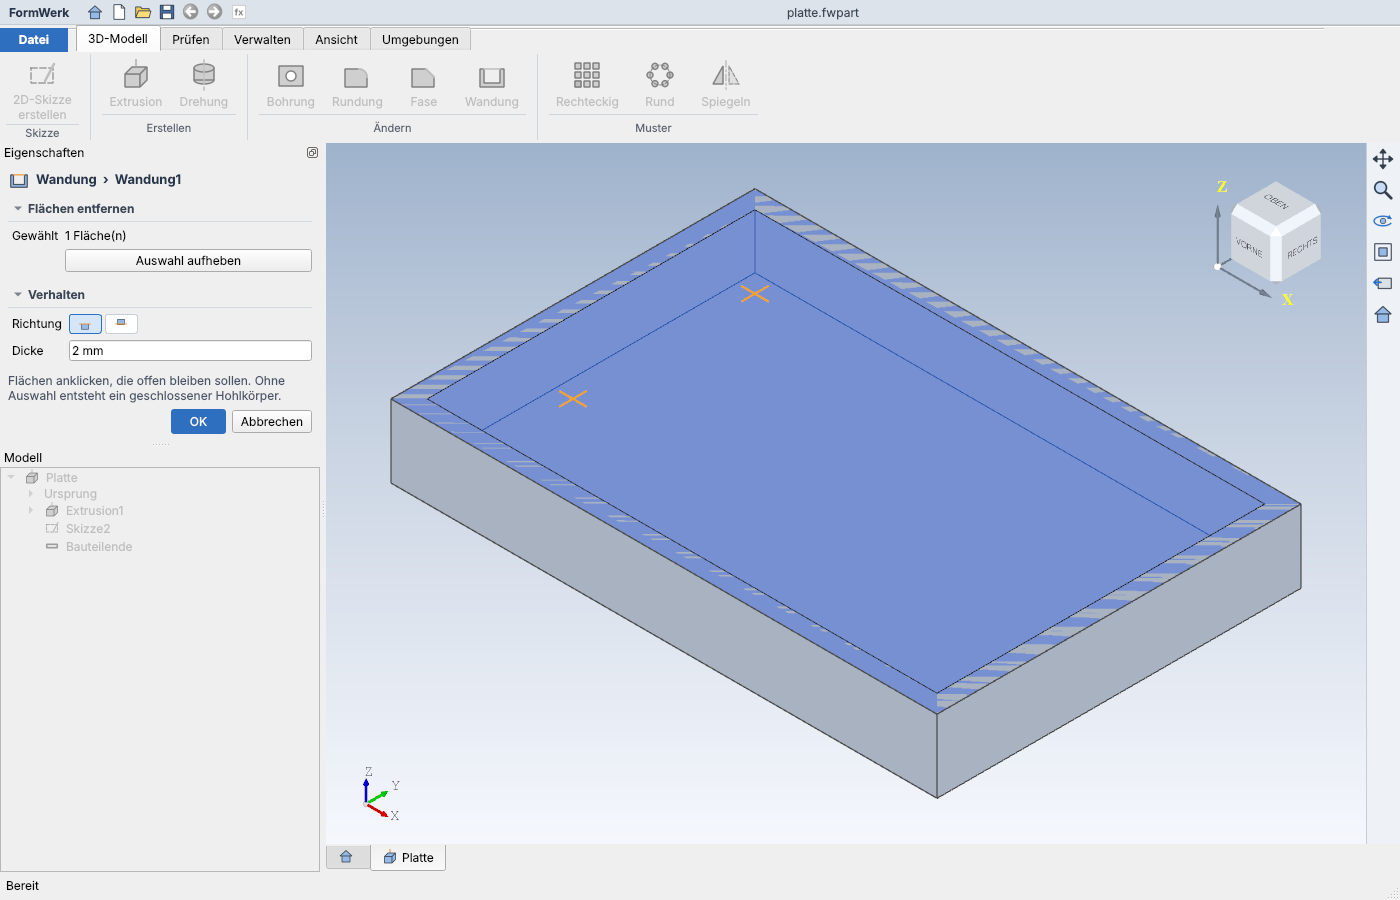 FormWerk
platte.fwpart
Datei
3D-Modell
Prüfen
Verwalten
Ansicht
Umgebungen
fx
2D-Skizze
erstellen
Extrusion
Drehung
Bohrung
Rundung
Fase
Wandung
Rechteckig
Rund
Spiegeln
Skizze
Erstellen
Ändern
Muster
Eigenschaften
Wandung › Wandung1
Flächen entfernen
Gewählt 1 Fläche(n)
Auswahl aufheben
Verhalten
Richtung
Dicke 2 mm
Flächen anklicken, die offen bleiben sollen. Ohne
Auswahl entsteht ein geschlossener Hohlkörper.
OK
Abbrechen
Modell
Platte
Ursprung
Extrusion1
Skizze2
Bauteilende
Z
OBEN
VORNE
RECHTS
X
Z
Y
X
Platte
Bereit